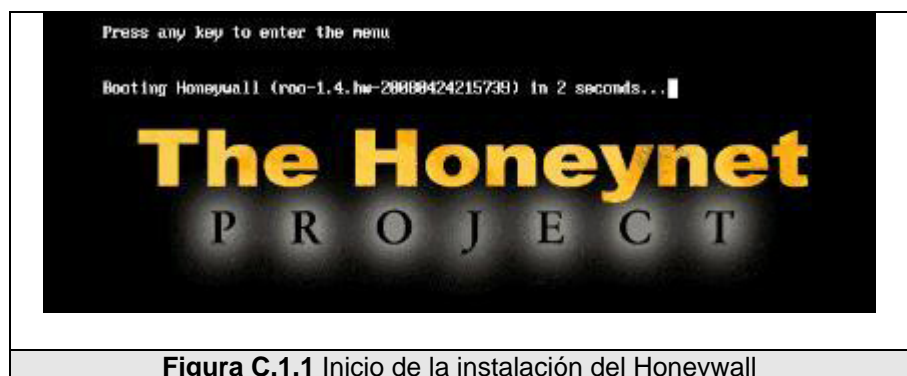 Press any key to enter the menu
Booting Honeywall (roo-1.4.hw-20080424215739) in 2 seconds...
The Honeynet
PROJECT
Figura C.1.1 Inicio de la instalación del Honeywall